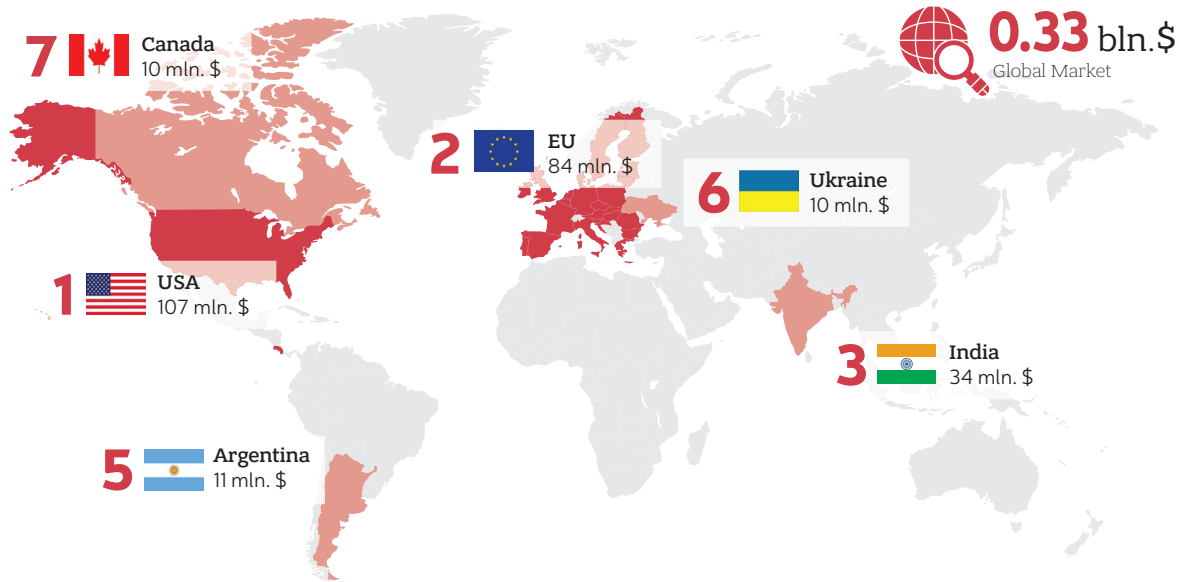 7
Canada
10 mln. $
0.33 bln.$
Global Market
2
EU
84 mln. $
6
Ukraine
10 mln. $
1
USA
107 mln. $
3
India
34 mln. $
5
Argentina
11 mln. $